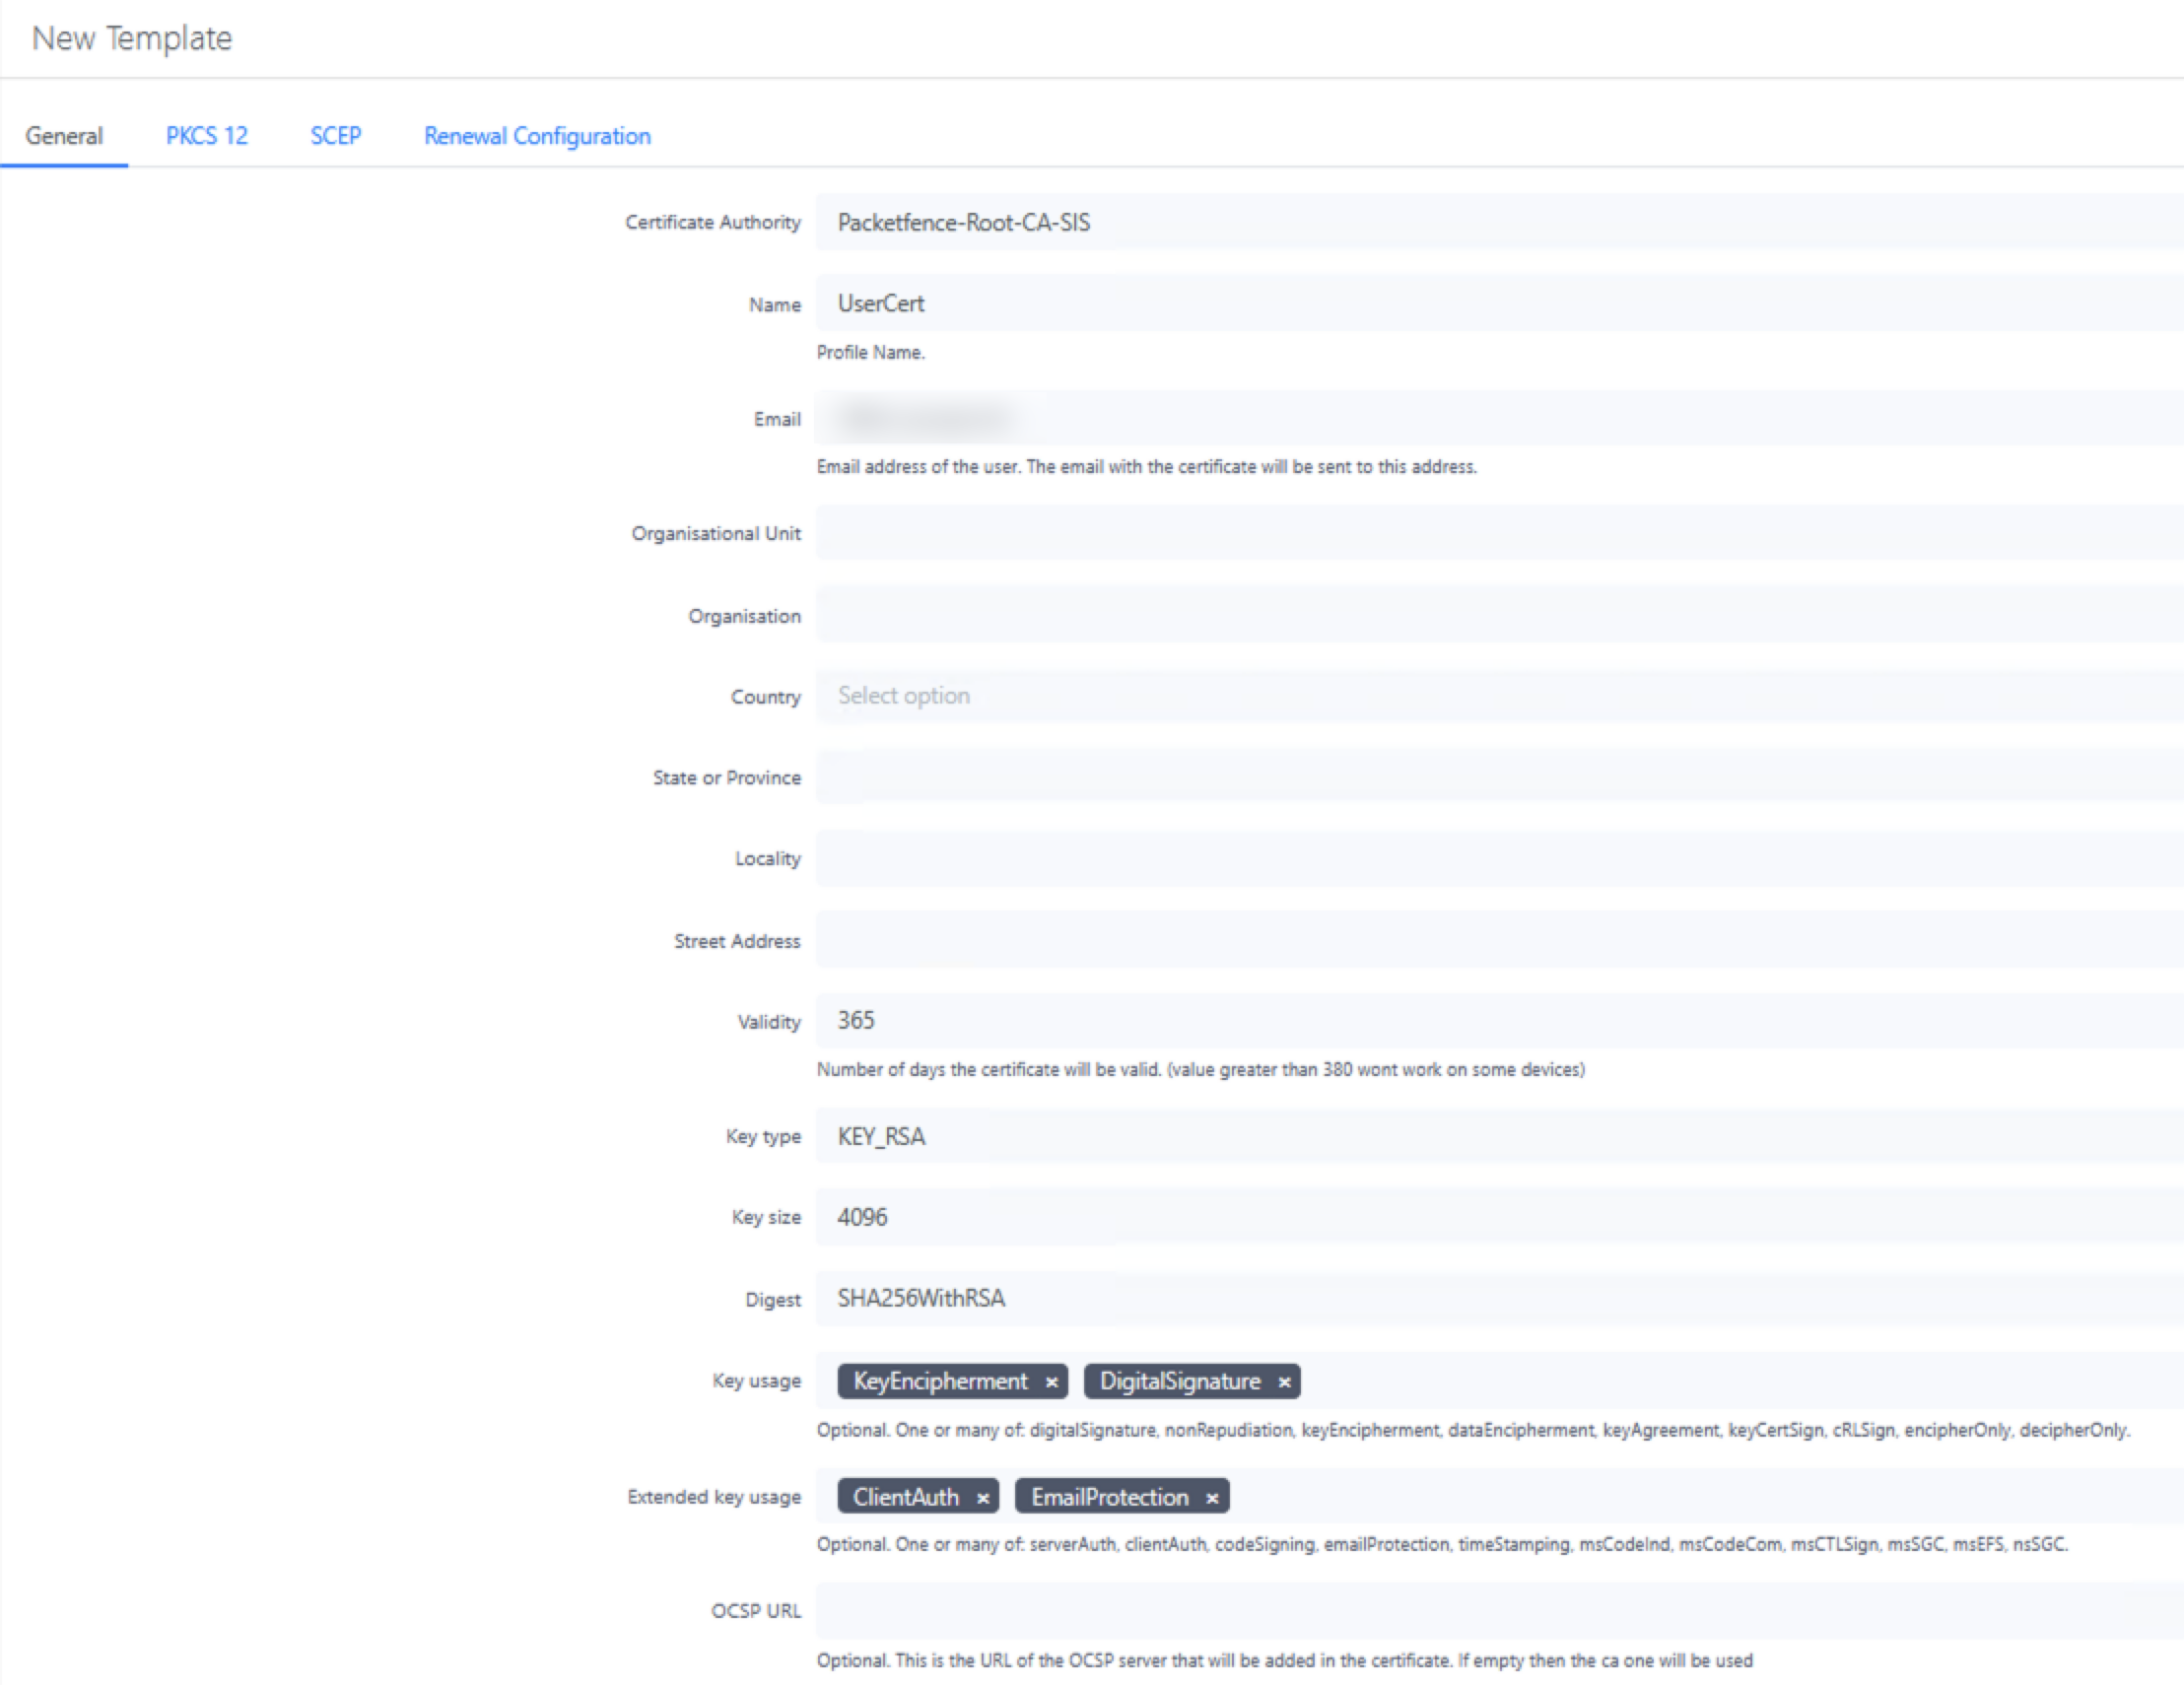 New Template
General PKCS 12 SCEP Renewal Configuration
Certificate Authority Packetfence-Root-CA-SIS
Name UserCert
Profile Name.
Email
Email address of the user. The email with the certificate will be sent to this address.
Organisational Unit
Organisation
Country Select option
State or Province
Locality
Street Address
Validity 365
Number of days the certificate will be valid. (value greater than 380 wont work on some devices)
Key type KEY_RSA
Key size 4096
Digest SHA256WithRSA
Key usage KeyEncipherment × DigitalSignature ×
Optional. One or many of: digitalSignature, nonRepudiation, keyEncipherment, dataEncipherment, keyAgreement, keyCertSign, cRLSign, encipherOnly, decipherOnly.
Extended key usage ClientAuth × EmailProtection ×
Optional. One or many of: serverAuth, clientAuth, codeSigning, emailProtection, timeStamping, msCodeInd, msCodeCom, msCTLSign, msSGC, msEFS, nsSGC.
OCSP URL
Optional. This is the URL of the OCSP server that will be added in the certificate. If empty then the ca one will be used